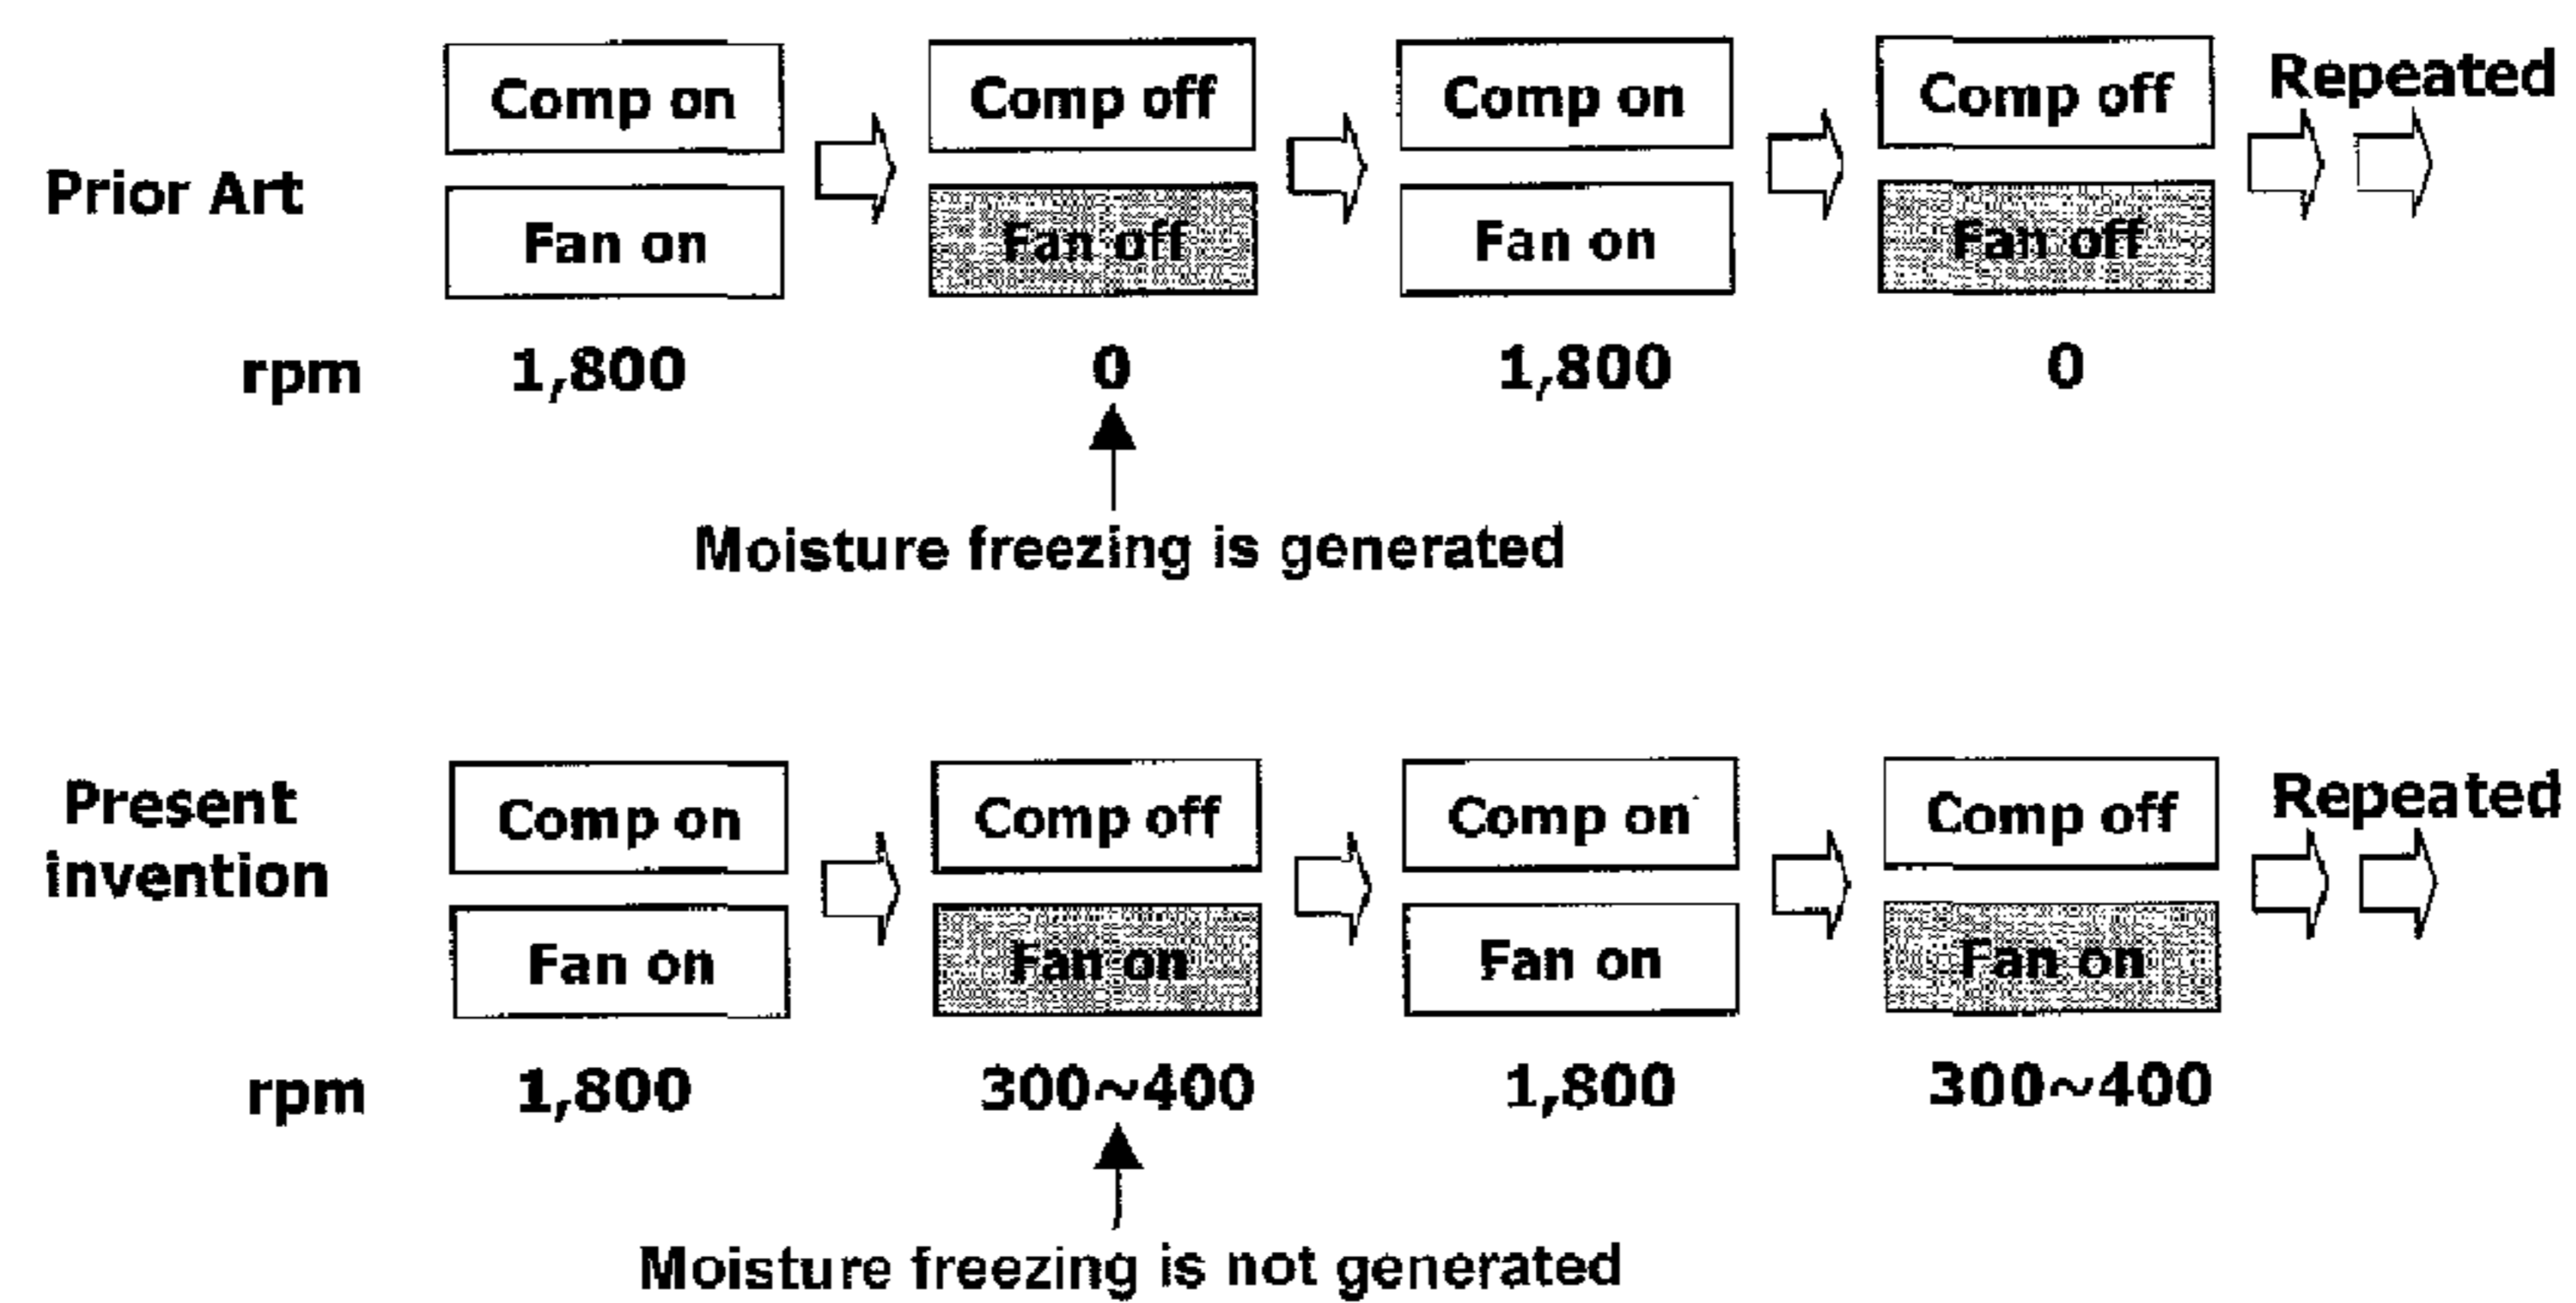 Comp on Comp off Comp on Comp off Repeated
Prior Art
Fan on Fan off Fan on Fan off
rpm 1,800 0 1,800 0
Moisture freezing is generated
Present
invention
Comp on Comp off Comp on Comp off Repeated
Fan on Fan on Fan on Fan on
rpm 1,800 300~400 1,800 300~400
Moisture freezing is not generated